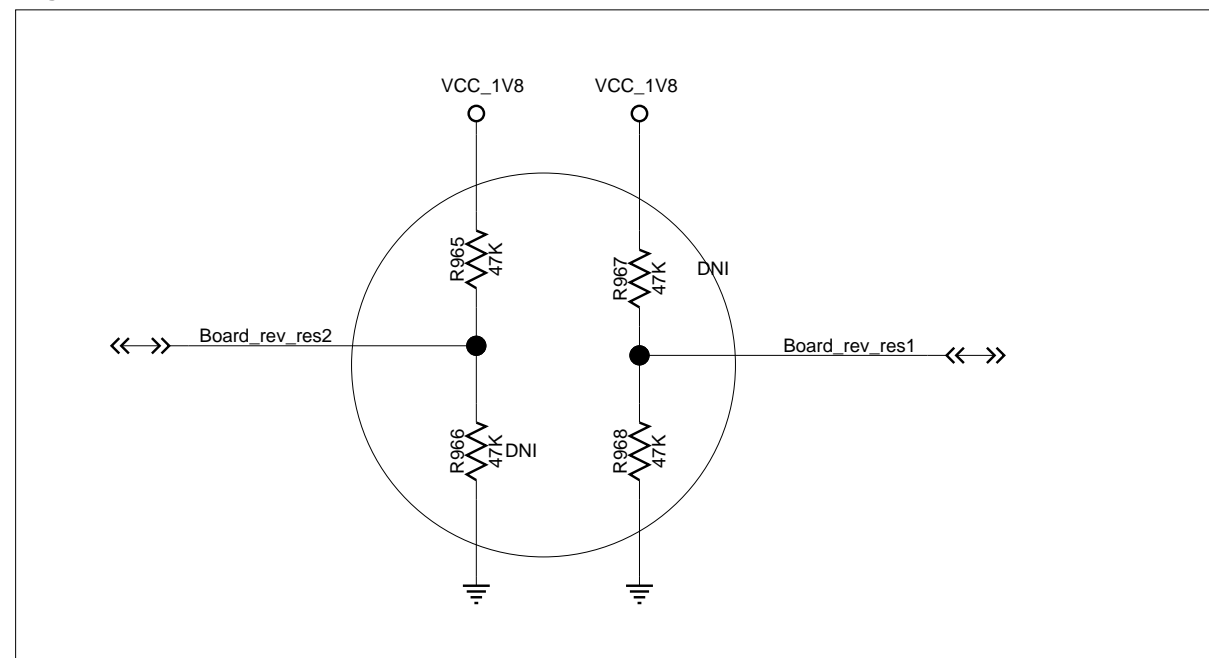 VCC_1V8
VCC_1V8
R965
47K
R967
47K
DNI
Board_rev_res2
Board_rev_res1
R966
47K
DNI
R968
47K